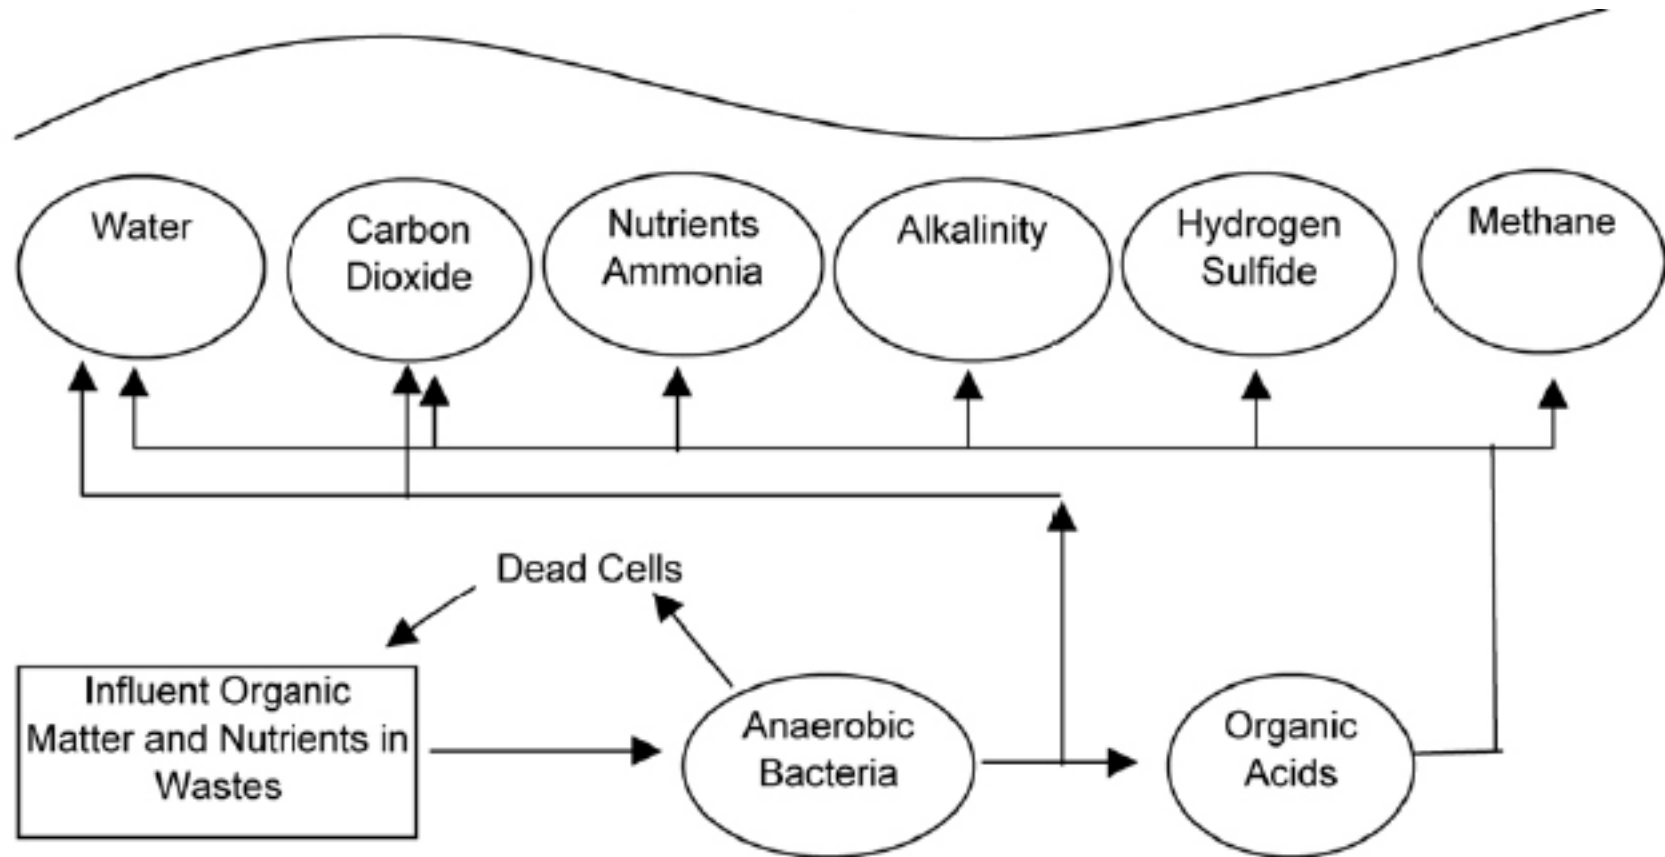 Water
Carbon
Dioxide
Nutrients
Ammonia
Alkalinity
Hydrogen
Sulfide
Methane
Dead Cells
Influent Organic
Matter and Nutrients in
Wastes
Anaerobic
Bacteria
Organic
Acids